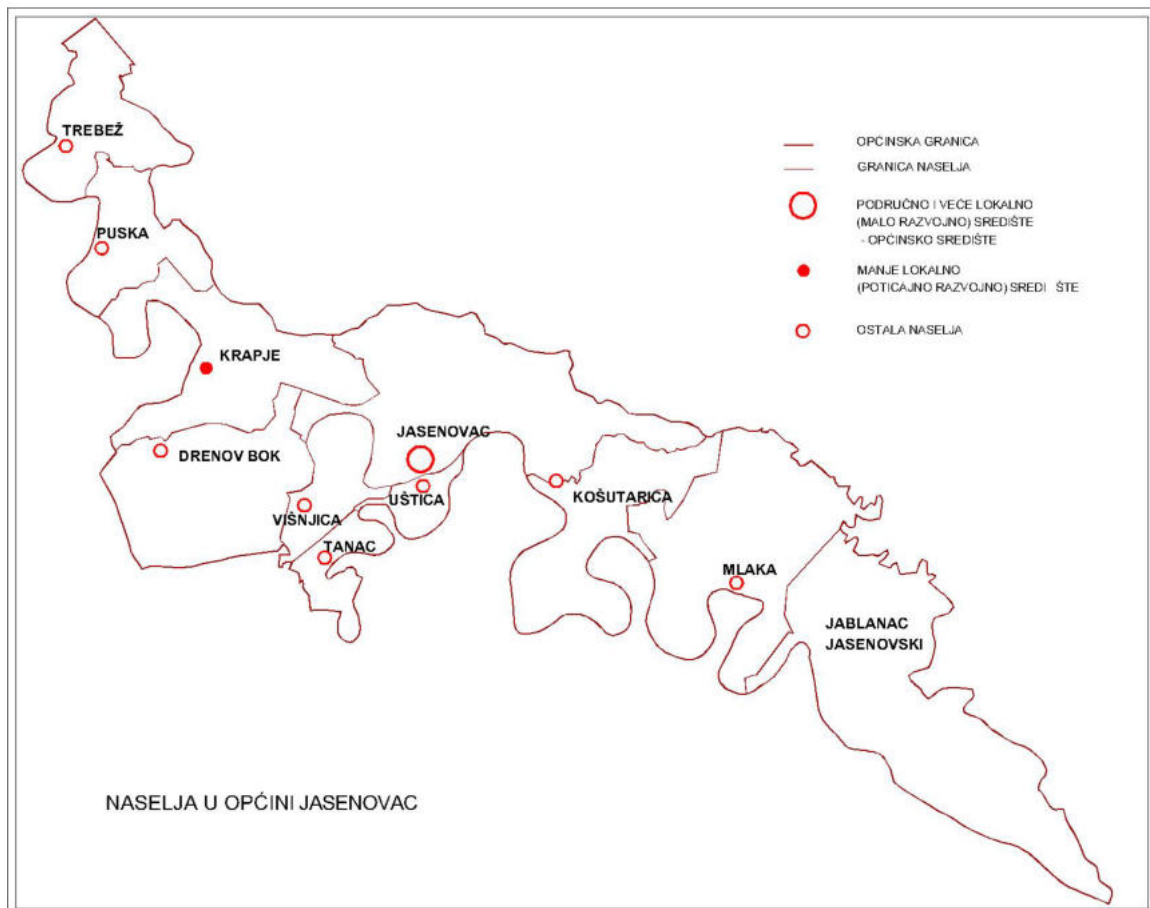 TREBEŽ
PUSKA
KRAPJE
DRENOV BOK
JASENOVAC
UŠTICA
VIŠNJICA
TANAC
KOŠUTARICA
MLAKA
JABLANAC
JASENOVSKI
OPĆINSKA GRANICA
GRANICA NASELJA
PODRUČNO I VEĆE LOKALNO
(MALO RAZVOJNO) SREDIŠTE
- OPĆINSKO SREDIŠTE
MANJE LOKALNO
(POTICAJNO RAZVOJNO) SREDI ŠTE
OSTALA NASELJA
NASELJA U OPĆINI JASENOVAC